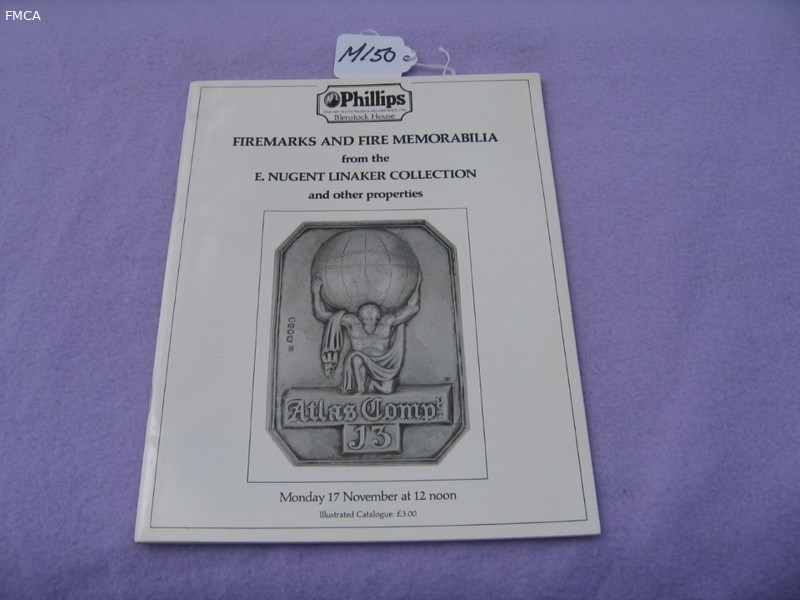 FMCA
M150
Phillips
Blenstock House
FIREMARKS AND FIRE MEMORABILIA
from the
E. NUGENT LINAKER COLLECTION
and other properties
Atlas Compy
13
Monday 17 November at 12 noon
Illustrated Catalogue: £3.00